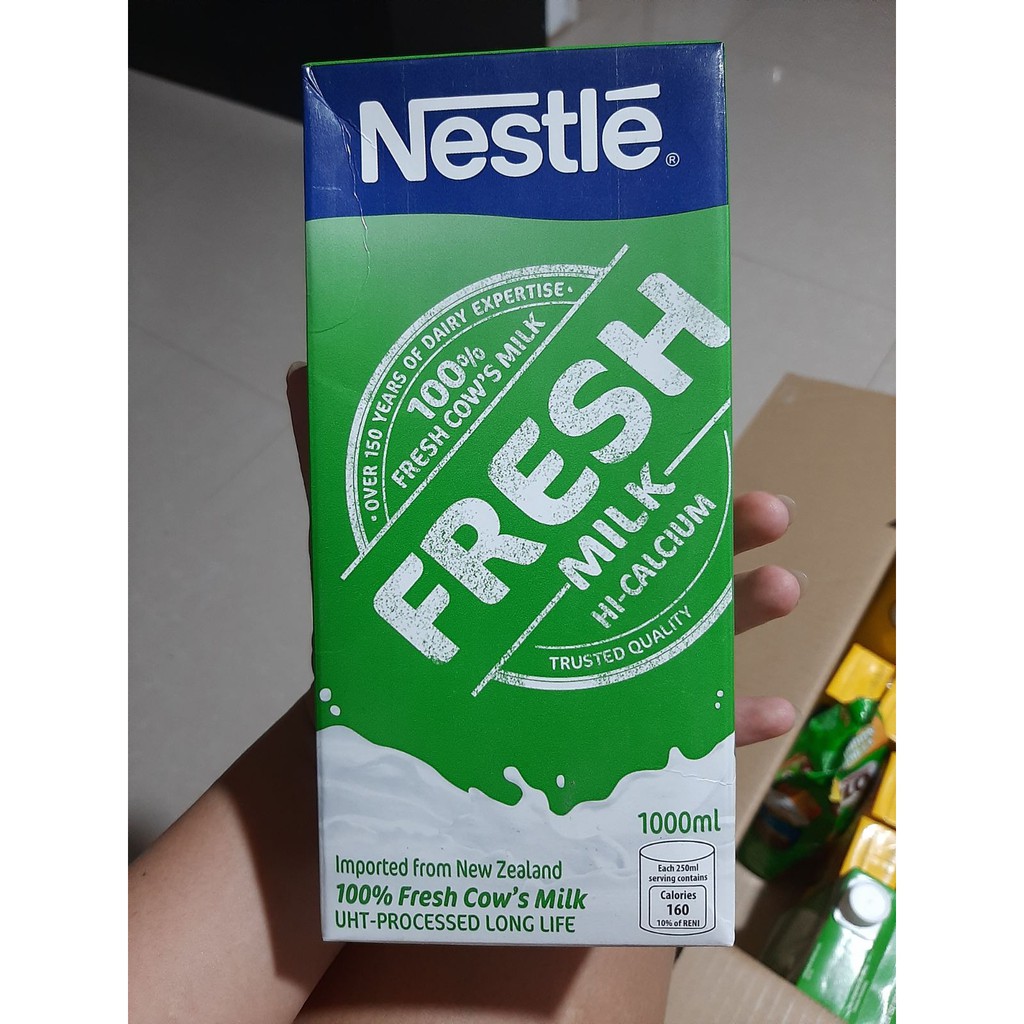 Nestlé®
• OVER 150 YEARS OF DAIRY EXPERTISE •
100%
FRESH COW'S MILK
FRESH
MILK
HI-CALCIUM
TRUSTED QUALITY
1000ml
Each 250ml
serving contains
Calories
160
10% of RENI
Imported from New Zealand
100% Fresh Cow's Milk
UHT-PROCESSED LONG LIFE